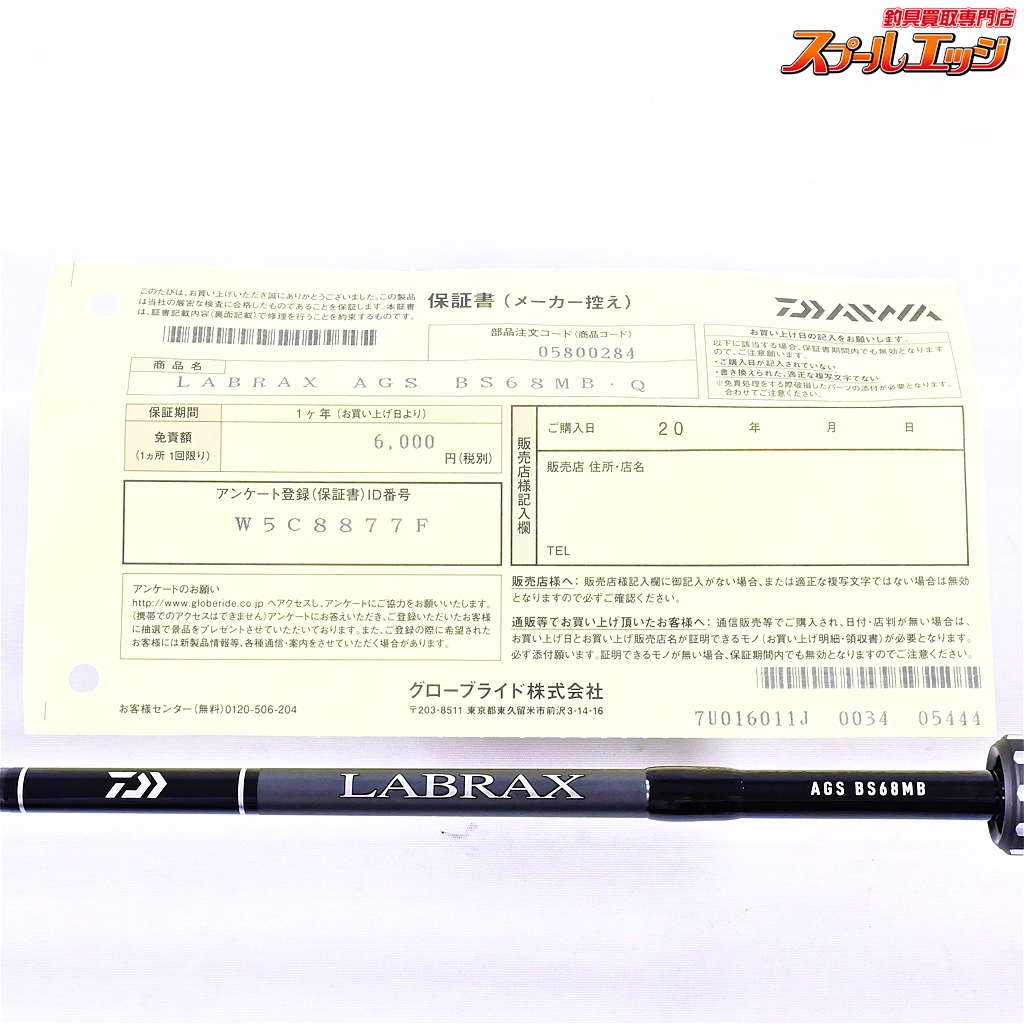 釣具買取専門店
スプールエッジ
このたびは、お買い上げいただき誠にありがとうございました。この製品
は当社の厳密な検査に合格したものであることを保証します。本証書
は、証書記載内容(裏面記載)で修理を行うことを約束するものです。
保証書(メーカー控え)
DAIWA
部品注文コード(商品コード)
05800284
お買い上げ日の記入をお願いします。
以下に該当する場合、保証書期間内でも無効となります
ので、ご注意願います。
・ご購入日が記入されていない
・書き換えられた、適正な複写文字でない
※免責処理をする際破損したパーツの添付が必要となります。
合わせてご注意ください。
商品名
LABRAX AGS BS68MB・Q
保証期間
1ヶ年(お買い上げ日より)
免責額
(1ヵ所 1回限り)
6,000
円(税別)
販売店様記入欄
ご購入日 20 年 月 日
販売店 住所・店名
TEL
アンケート登録(保証書)ID番号
W5C8877F
アンケートのお願い
http://www.globeride.co.jp へアクセスし、アンケートにご協力をお願いいたします。
(携帯でのアクセスはできません)アンケートにお答えいただき、ご登録いただいたお客様
に抽選で景品をプレゼントさせていただいております。また、ご登録の際に希望された
お客様には新製品情報等、各種通信・案内をさせていただく場合があります。
販売店様へ:販売店様記入欄に御記入がない場合、または適正な複写文字ではない場合は無効
となりますので必ずご確認ください。
通販等でお買い上げ頂いたお客様へ:通信販売等でご購入され、日付・店判が無い場合は、
お買い上げ日とお買い上げ販売店名が証明できるモノ(お買い上げ明細・領収書)が必要となります。
必ず添付願います。証明できるモノが無い場合、保証期間内でも無効となりますのでご注意ください。
お客様センター(無料)0120-506-204
グローブライド株式会社
〒203-8511 東京都東久留米市前沢3-14-16
7U016011J 0034 05444
LABRAX
AGS BS68MB